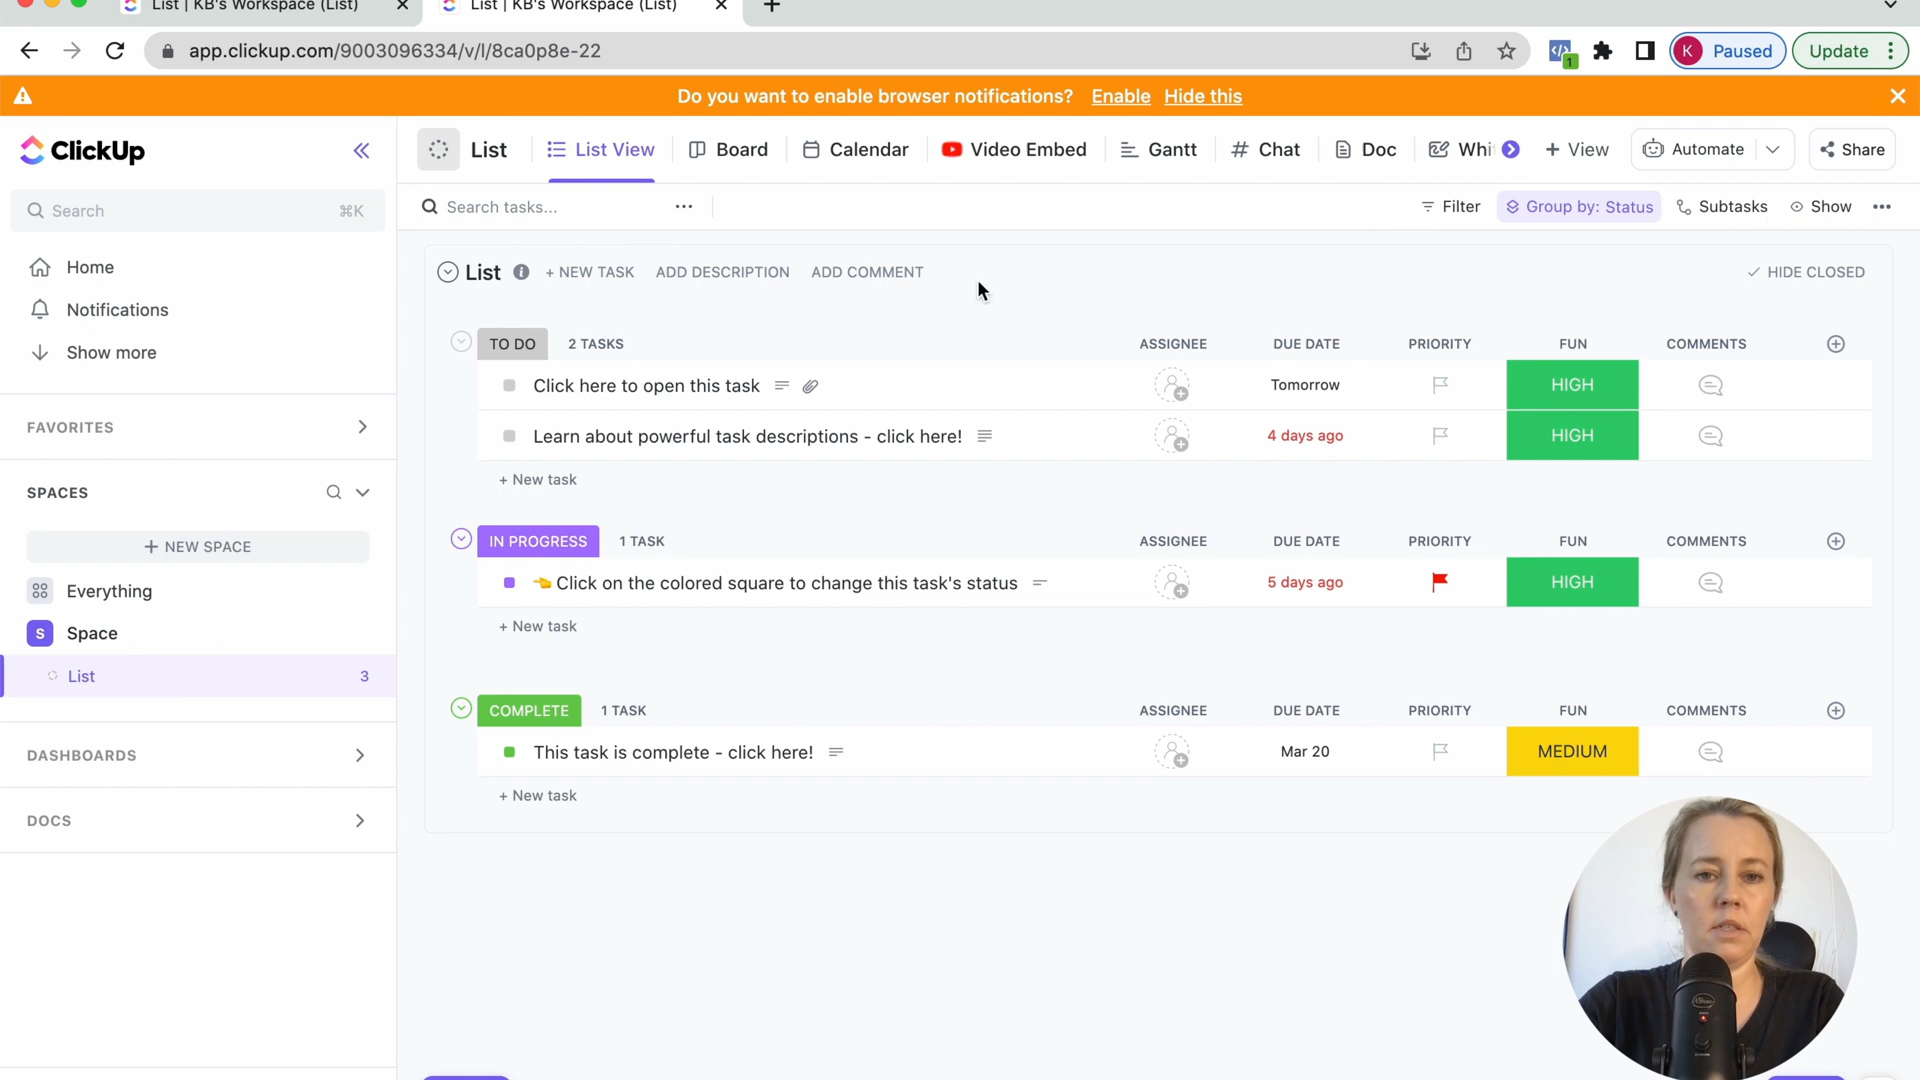 List | KB's Workspace (List)
List | KB's Workspace (List)
app.clickup.com/9003096334/v/l/8ca0p8e-22
1
K Paused
Update
Do you want to enable browser notifications? Enable Hide this
ClickUp
List
List View
Board
Calendar
Video Embed
Gantt
# Chat
Doc
Whi
+ View
Automate
Share
Search ⌘K
Search tasks...
Filter
Group by: Status
Subtasks
Show
Home
Notifications
Show more
FAVORITES
SPACES
+ NEW SPACE
Everything
S Space
List 3
DASHBOARDS
DOCS
List + NEW TASK ADD DESCRIPTION ADD COMMENT HIDE CLOSED
TO DO 2 TASKS ASSIGNEE DUE DATE PRIORITY FUN COMMENTS
Click here to open this task Tomorrow HIGH
Learn about powerful task descriptions - click here! 4 days ago HIGH
+ New task
IN PROGRESS 1 TASK ASSIGNEE DUE DATE PRIORITY FUN COMMENTS
👈 Click on the colored square to change this task's status 5 days ago HIGH
+ New task
COMPLETE 1 TASK ASSIGNEE DUE DATE PRIORITY FUN COMMENTS
This task is complete - click here! Mar 20 MEDIUM
+ New task